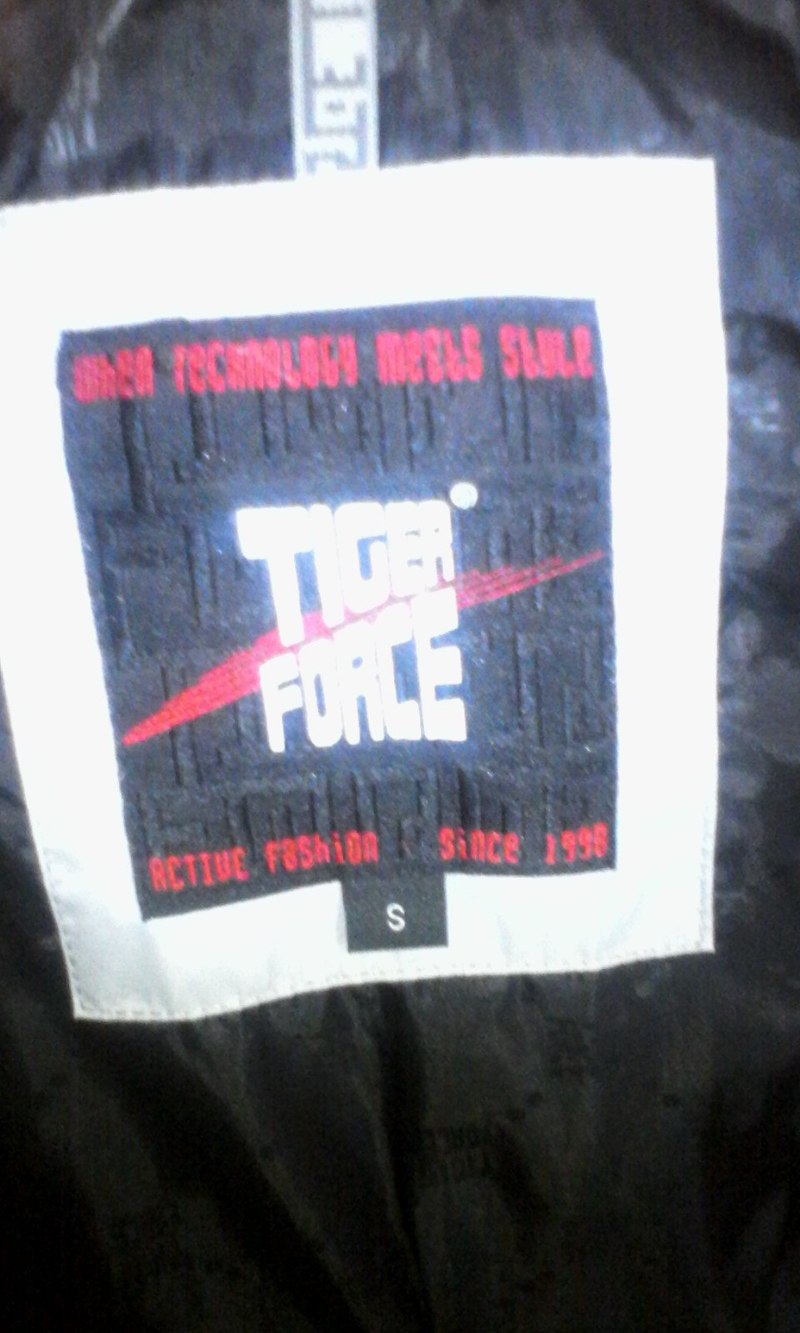 when TECHNOLOGY meets Style
TIGER
FORCE
ACTIVE FaShiOn Since 1998
S